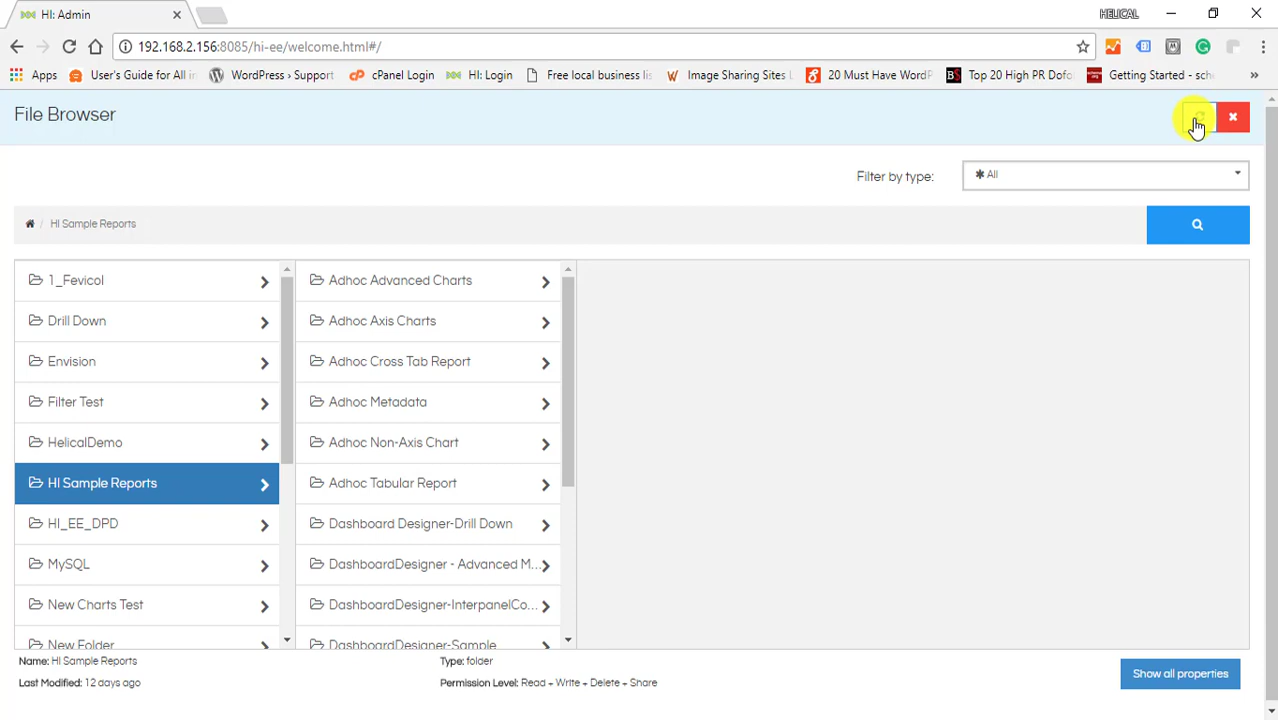 HI: Admin
HELICAL
192.168.2.156:8085/hi-ee/welcome.html#/
Apps
User's Guide for All in
WordPress › Support
cPanel Login
HI: Login
Free local business lis
Image Sharing Sites
20 Must Have WordP
Top 20 High PR Dofo
Getting Started - sche
»
File Browser
Filter by type:
✱ All
/ HI Sample Reports
1_Fevicol
Adhoc Advanced Charts
Drill Down
Adhoc Axis Charts
Envision
Adhoc Cross Tab Report
Filter Test
Adhoc Metadata
HelicalDemo
Adhoc Non-Axis Chart
HI Sample Reports
Adhoc Tabular Report
HI_EE_DPD
Dashboard Designer-Drill Down
MySQL
DashboardDesigner - Advanced M...
New Charts Test
DashboardDesigner-InterpanelCo...
New Folder
DashboardDesigner-Sample
Name: HI Sample Reports
Type: folder
Show all properties
Last Modified: 12 days ago
Permission Level: Read + Write + Delete + Share